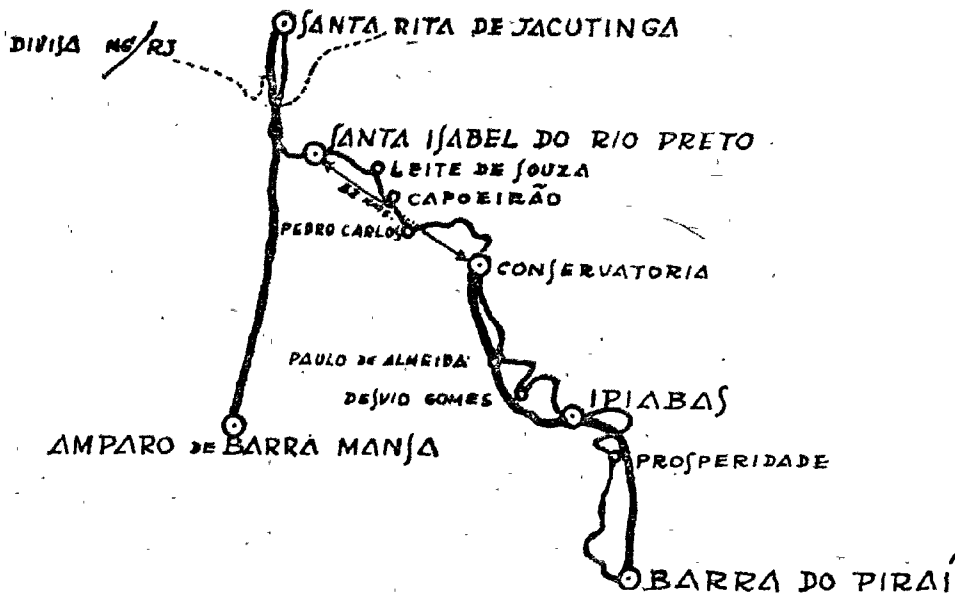 SANTA RITA DE JACUTINGA
DIVISA MG/RJ
SANTA ISABEL DO RIO PRETO
LEITE DE SOUZA
CAPOEIRÃO
KMS.
PEDRO CARLOS
CONSERVATORIA
PAULO DE ALMEIDA
DESVIO GOMES
IPIABAS
AMPARO DE BARRA MANSA
PROSPERIDADE
BARRA DO PIRAÍ